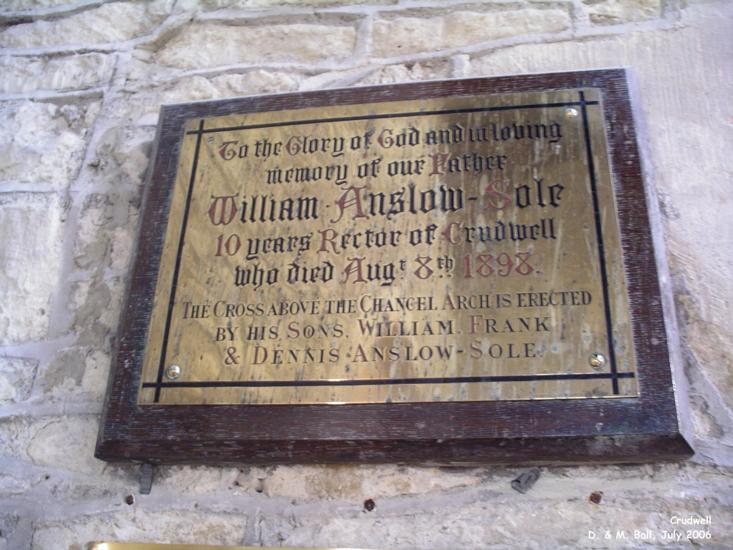 To the Glory of God and in loving
memory of our Father
William Anslow-Sole
10 years Rector of Crudwell
who died Augt 8th 1898.
THE CROSS ABOVE THE CHANCEL ARCH IS ERECTED
BY HIS SONS, WILLIAM, FRANK
& DENNIS ANSLOW-SOLE.
Crudwell
D. & M. Ball, July 2006